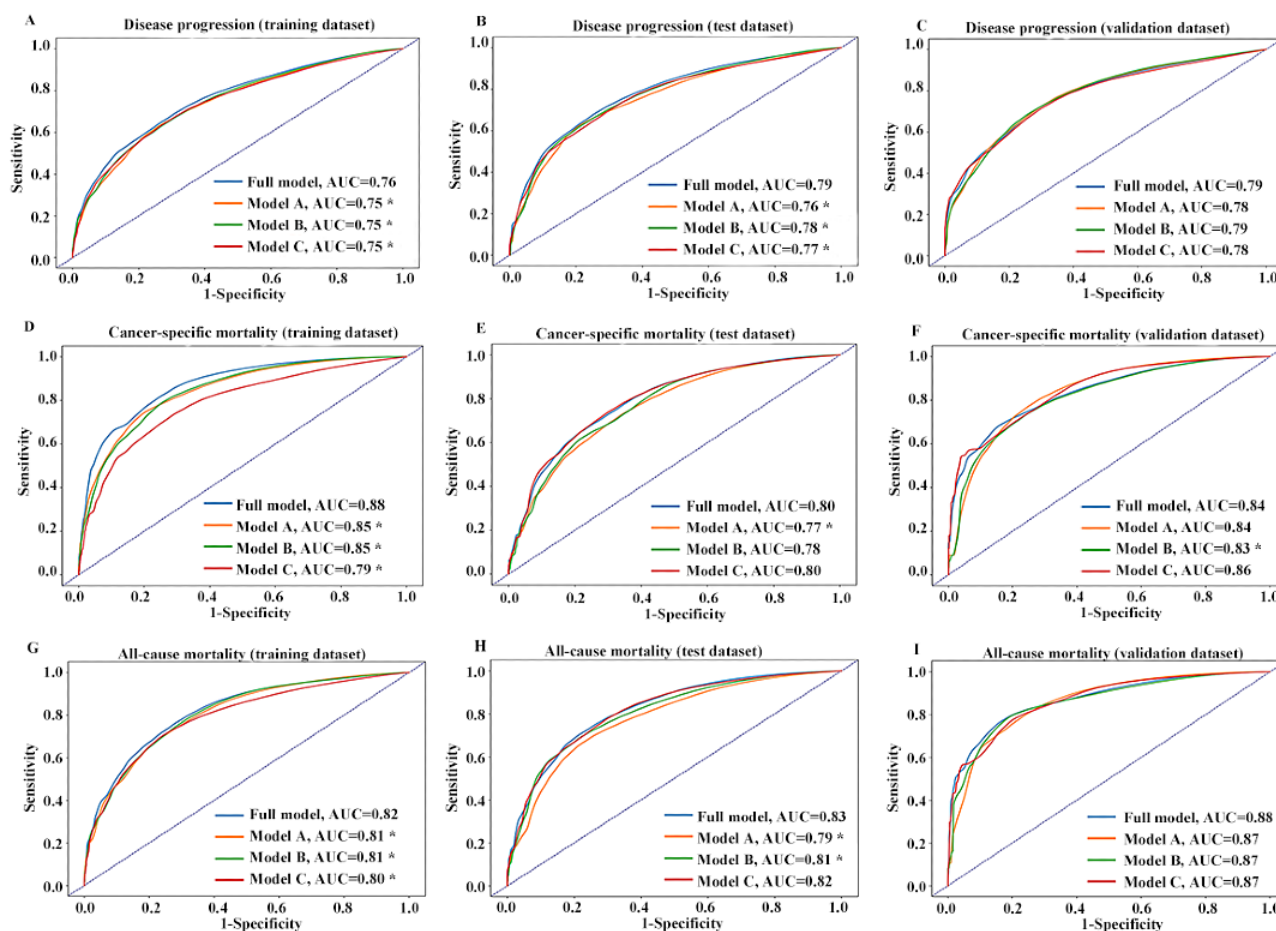 A
Disease progression (training dataset)
1.0
0.8
0.6
0.4
0.2
0.0
Sensitivity
Full model, AUC=0.76
Model A, AUC=0.75 *
Model B, AUC=0.75 *
Model C, AUC=0.75 *
0.0 0.2 0.4 0.6 0.8 1.0
1-Specificity
B
Disease progression (test dataset)
1.0
0.8
0.6
0.4
0.2
0.0
Sensitivity
Full model, AUC=0.79
Model A, AUC=0.76 *
Model B, AUC=0.78 *
Model C, AUC=0.77 *
0.0 0.2 0.4 0.6 0.8 1.0
1-Specificity
C
Disease progression (validation dataset)
1.0
0.8
0.6
0.4
0.2
0.0
Sensitivity
Full model, AUC=0.79
Model A, AUC=0.78
Model B, AUC=0.79
Model C, AUC=0.78
0.0 0.2 0.4 0.6 0.8 1.0
1-Specificity
D
Cancer-specific mortality (training dataset)
1.0
0.8
0.6
0.4
0.2
0.0
Sensitivity
Full model, AUC=0.88
Model A, AUC=0.85 *
Model B, AUC=0.85 *
Model C, AUC=0.79 *
0.0 0.2 0.4 0.6 0.8 1.0
1-Specificity
E
Cancer-specific mortality (test dataset)
1.0
0.8
0.6
0.4
0.2
0.0
Sensitivity
Full model, AUC=0.80
Model A, AUC=0.77 *
Model B, AUC=0.78
Model C, AUC=0.80
0.0 0.2 0.4 0.6 0.8 1.0
1-Specificity
F
Cancer-specific mortality (validation dataset)
1.0
0.8
0.6
0.4
0.2
0.0
Sensitivity
Full model, AUC=0.84
Model A, AUC=0.84
Model B, AUC=0.83 *
Model C, AUC=0.86
0.0 0.2 0.4 0.6 0.8 1.0
1-Specificity
G
All-cause mortality (training dataset)
1.0
0.8
0.6
0.4
0.2
0.0
Sensitivity
Full model, AUC=0.82
Model A, AUC=0.81 *
Model B, AUC=0.81 *
Model C, AUC=0.80 *
0.0 0.2 0.4 0.6 0.8 1.0
1-Specificity
H
All-cause mortality (test dataset)
1.0
0.8
0.6
0.4
0.2
0.0
Sensitivity
Full model, AUC=0.83
Model A, AUC=0.79 *
Model B, AUC=0.81 *
Model C, AUC=0.82
0.0 0.2 0.4 0.6 0.8 1.0
1-Specificity
I
All-cause mortality (validation dataset)
1.0
0.8
0.6
0.4
0.2
0.0
Sensitivity
Full model, AUC=0.88
Model A, AUC=0.87
Model B, AUC=0.87
Model C, AUC=0.87
0.0 0.2 0.4 0.6 0.8 1.0
1-Specificity